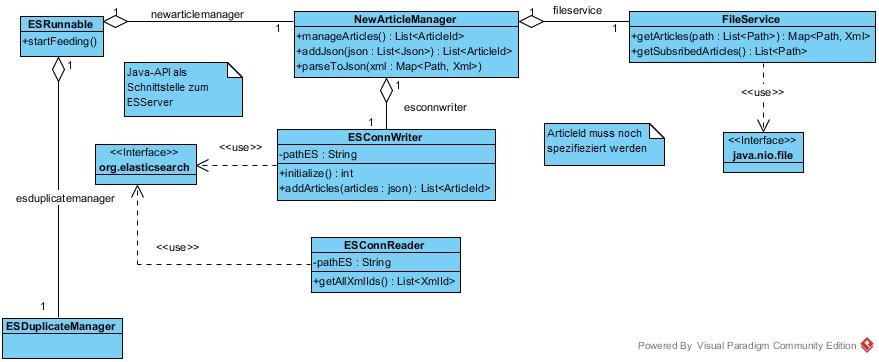 ESRunnable
+startFeeding()
1
newarticlemanager
1
NewArticleManager
+manageArticles() : List<ArticleId>
+addJson(json : List<Json>) : List<ArticleId>
+parseToJson(xml : Map<Path, Xml>)
1
fileservice
1
FileService
+getArticles(path : List<Path>) : Map<Path, Xml>
+getSubsribedArticles() : List<Path>
1
Java-API als
Schnittstelle zum
ESServer
1
esconnwriter
1
<<use>>
ESConnWriter
-pathES : String
+initialize() : int
+addArticles(articles : json) : List<ArticleId>
ArticleId muss noch
spezifieziert werden
<<Interface>>
java.nio.file
<<Interface>>
org.elasticsearch
<<use>>
esduplicatemanager
<<use>>
ESConnReader
-pathES : String
+getAllXmlIds() : List<XmlId>
1
ESDuplicateManager
Powered By Visual Paradigm Community Edition